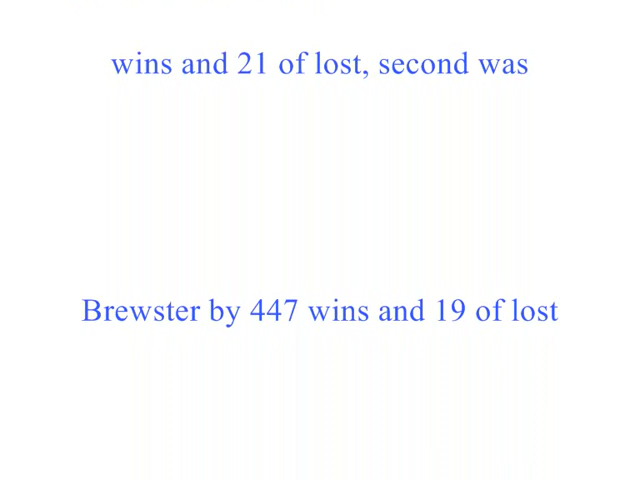 wins and 21 of lost, second was
Brewster by 447 wins and 19 of lost